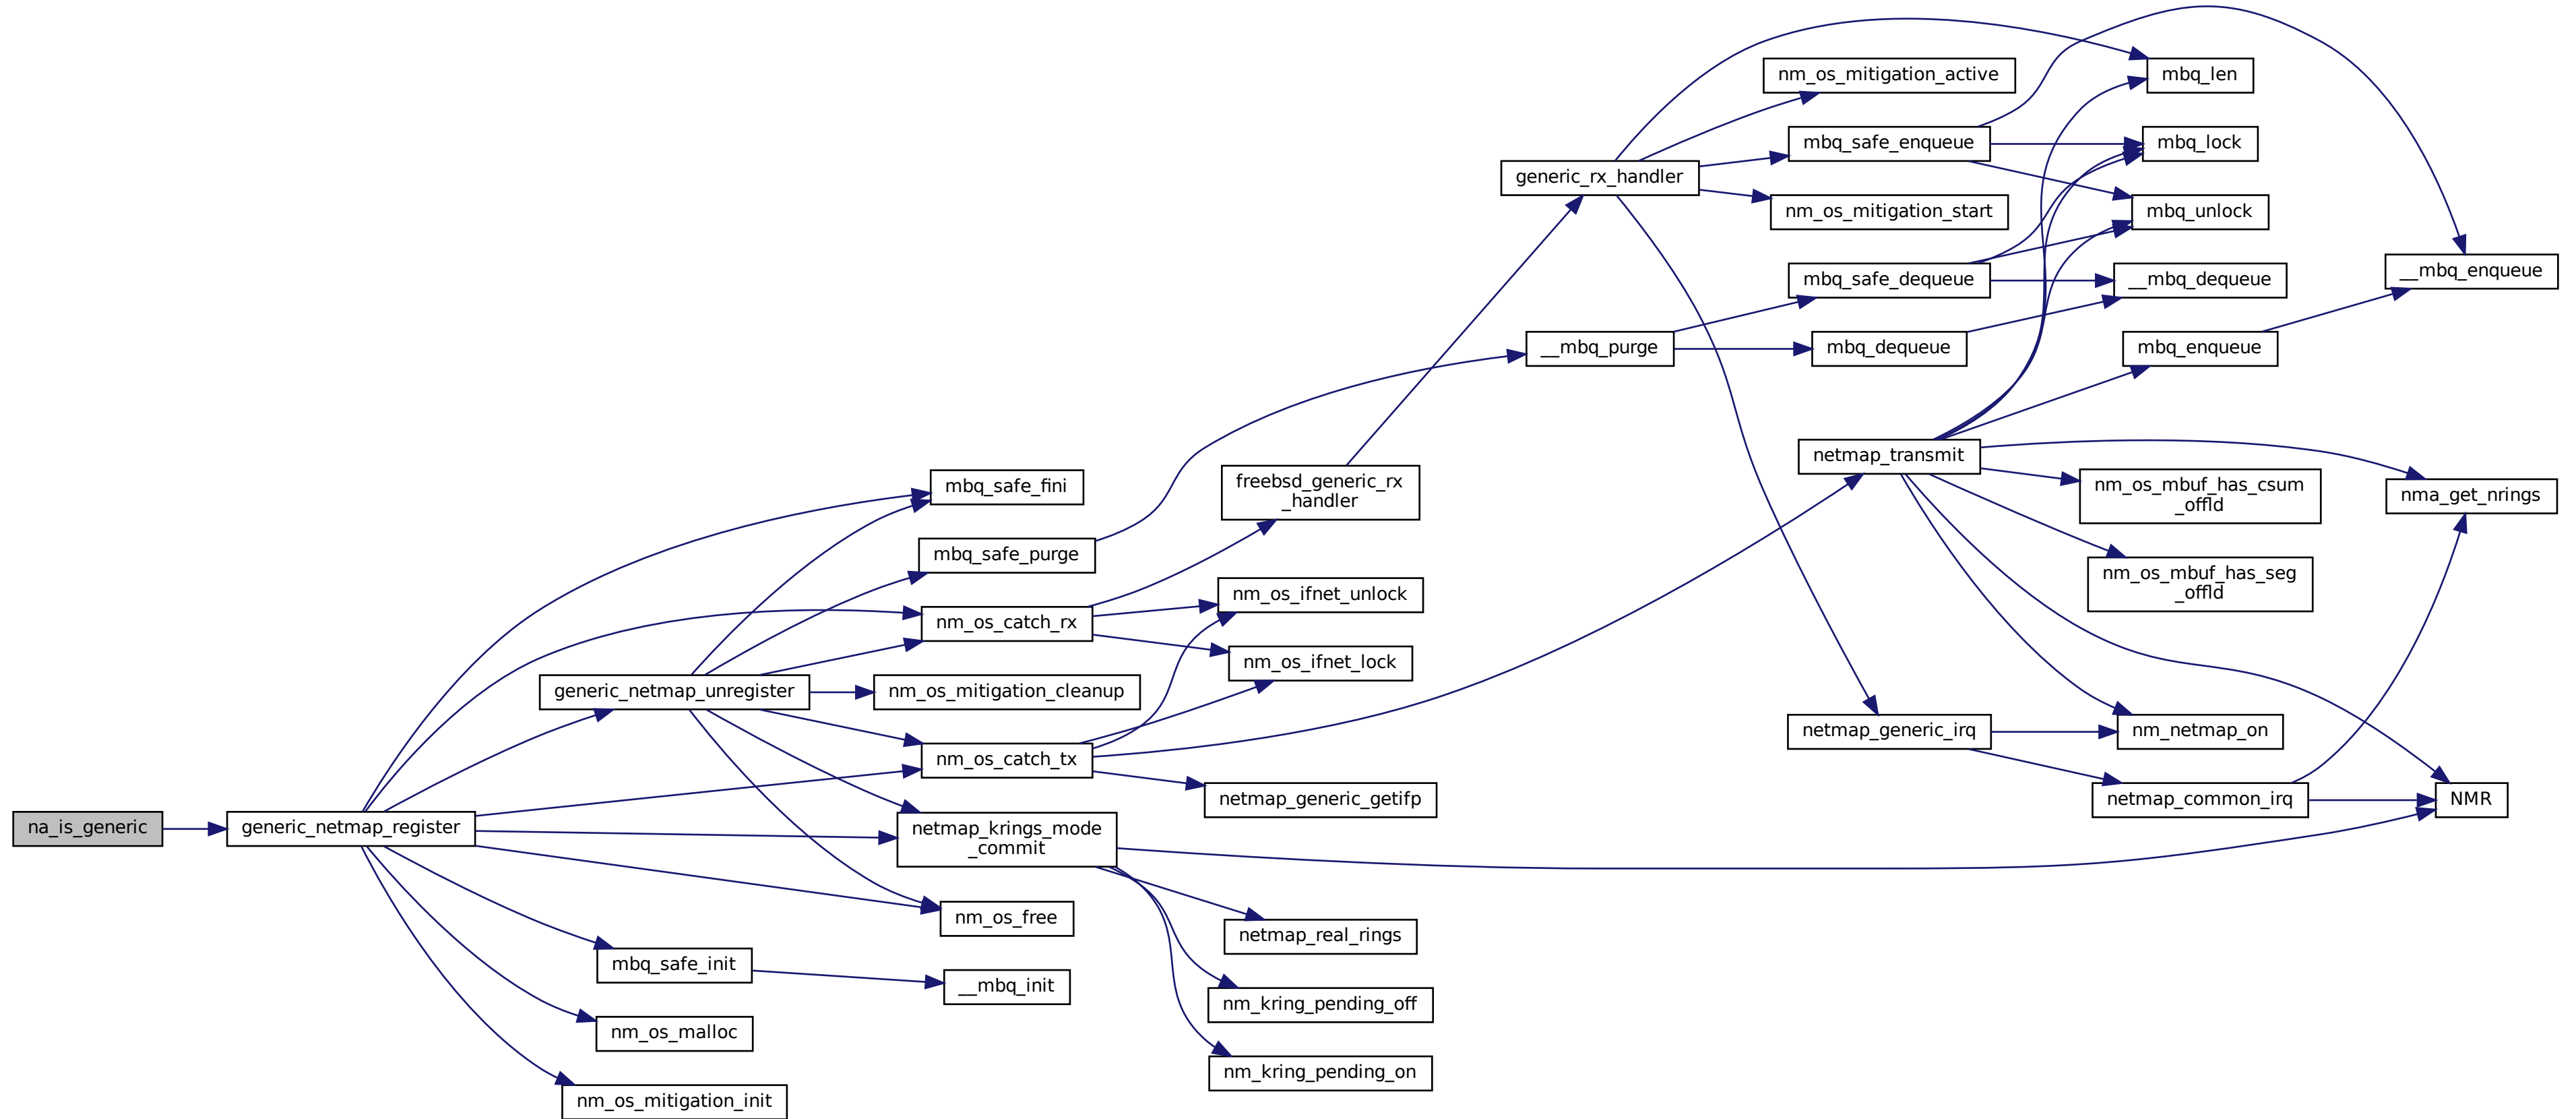 na_is_generic
generic_netmap_register
generic_netmap_unregister
mbq_safe_init
nm_os_malloc
nm_os_mitigation_init
mbq_safe_fini
mbq_safe_purge
nm_os_catch_rx
nm_os_mitigation_cleanup
nm_os_catch_tx
netmap_krings_mode
_commit
nm_os_free
__mbq_init
freebsd_generic_rx
_handler
nm_os_ifnet_unlock
nm_os_ifnet_lock
netmap_generic_getifp
netmap_real_rings
nm_kring_pending_off
nm_kring_pending_on
generic_rx_handler
__mbq_purge
nm_os_mitigation_active
mbq_safe_enqueue
nm_os_mitigation_start
mbq_safe_dequeue
mbq_dequeue
netmap_transmit
netmap_generic_irq
mbq_len
mbq_lock
mbq_unlock
__mbq_dequeue
mbq_enqueue
nm_os_mbuf_has_csum
_offld
nm_os_mbuf_has_seg
_offld
nm_netmap_on
netmap_common_irq
__mbq_enqueue
nma_get_nrings
NMR